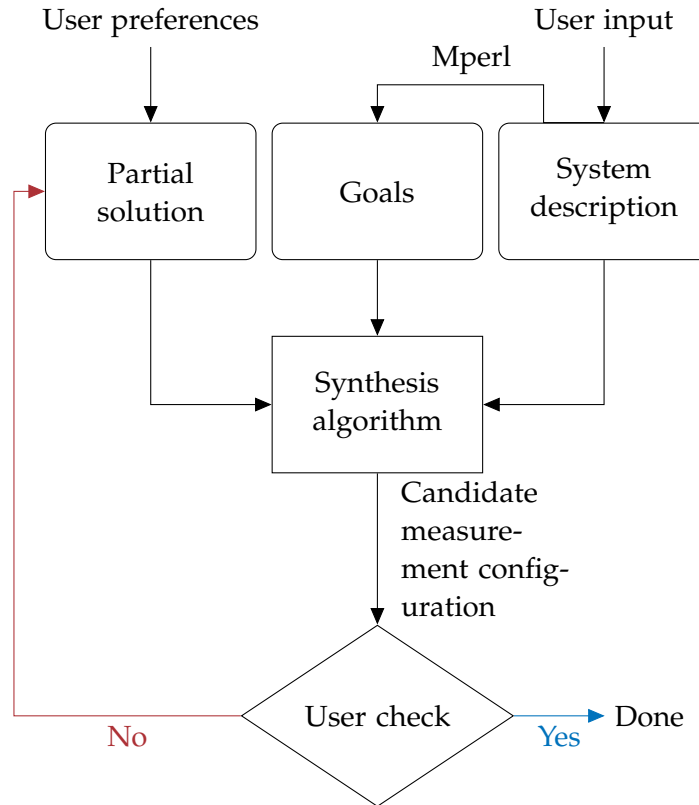 User preferences
User input
Mperl
Partial
solution
Goals
System
description
Synthesis
algorithm
Candidate
measure-
ment config-
uration
User check
No
Yes
Done